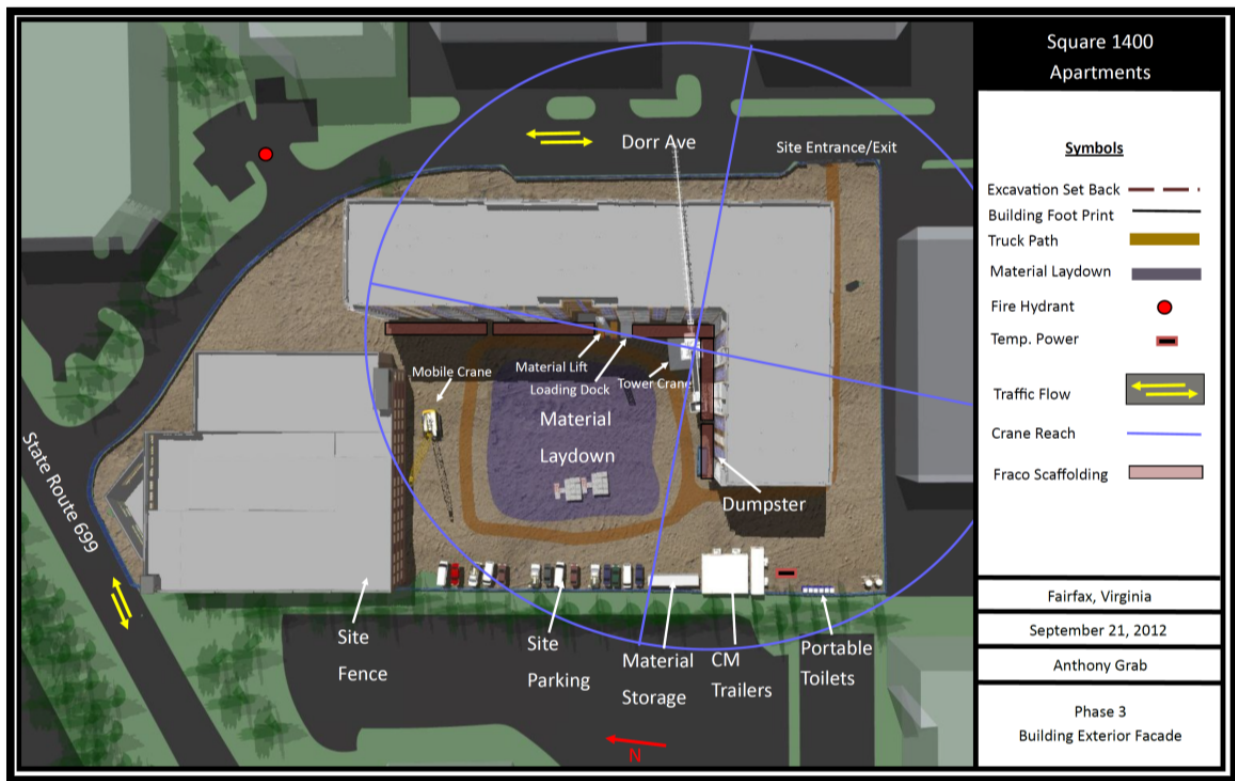 Square 1400
Apartments
Symbols
Excavation Set Back
Building Foot Print
Truck Path
Material Laydown
Fire Hydrant
Temp. Power
Traffic Flow
Crane Reach
Fraco Scaffolding
Fairfax, Virginia
September 21, 2012
Anthony Grab
Phase 3
Building Exterior Facade
Dorr Ave
Site Entrance/Exit
Material Lift
Mobile Crane
Loading Dock
Tower Crane
Material
Laydown
State Route 699
Dumpster
Site
Fence
Site
Parking
Material
Storage
CM
Trailers
Portable
Toilets
N